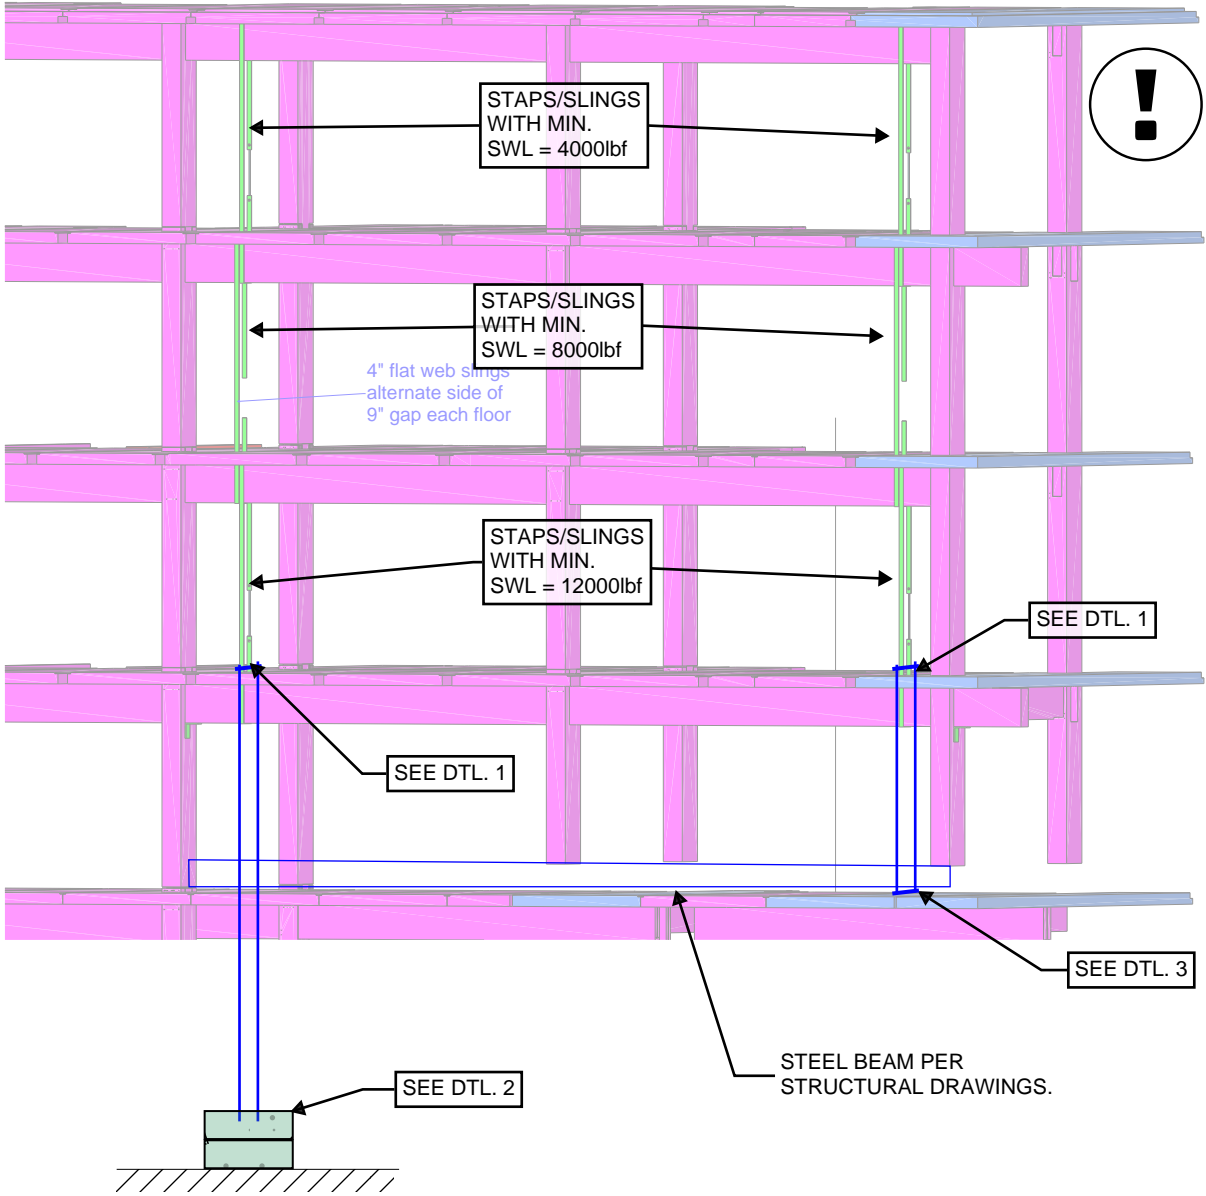 !
STAPS/SLINGS
WITH MIN.
SWL = 4000lbf
STAPS/SLINGS
WITH MIN.
SWL = 8000lbf
4" flat web slings
alternate side of
9" gap each floor
STAPS/SLINGS
WITH MIN.
SWL = 12000lbf
SEE DTL. 1
SEE DTL. 1
SEE DTL. 3
STEEL BEAM PER
STRUCTURAL DRAWINGS.
SEE DTL. 2